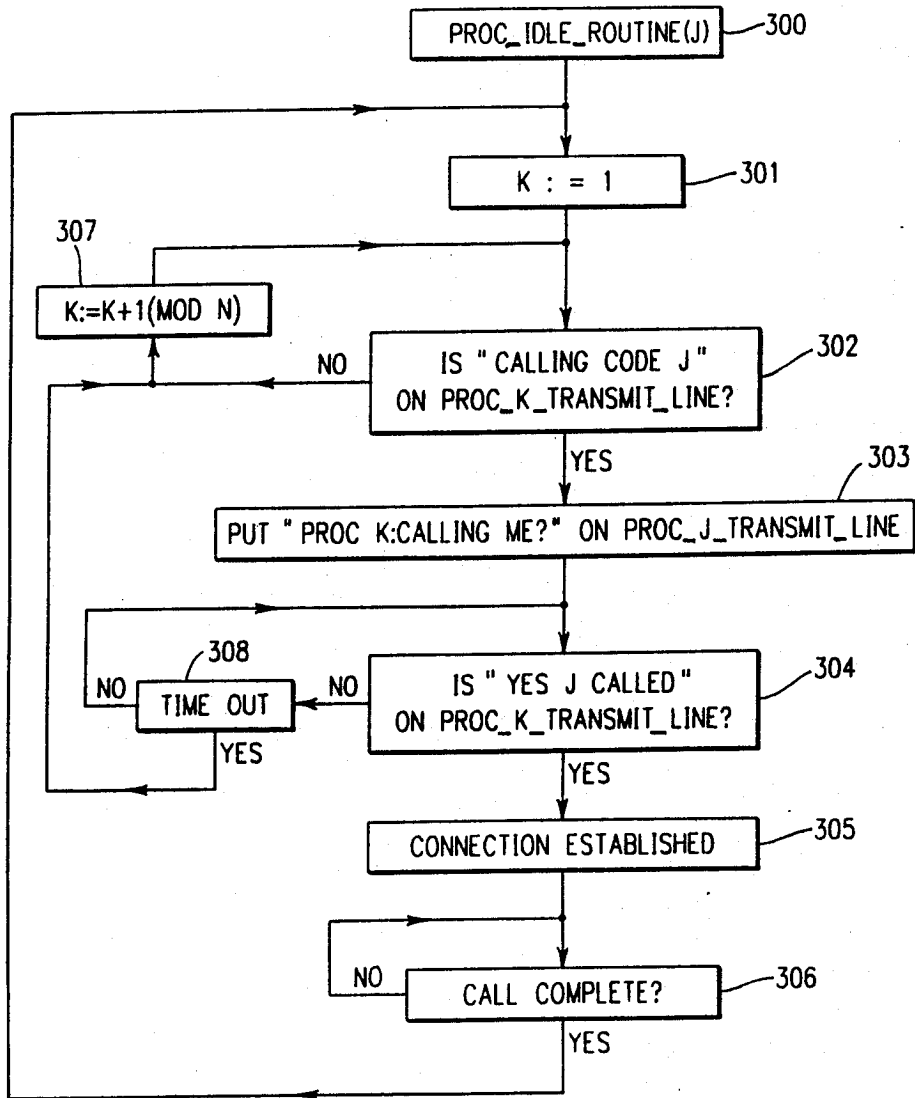 PROC_IDLE_ROUTINE(J)
300
K : = 1
301
307
K:=K+1(MOD N)
NO
IS " CALLING CODE J"
ON PROC_K_TRANSMIT_LINE?
302
YES
303
PUT " PROC K:CALLING ME?" ON PROC_J_TRANSMIT_LINE
308
NO
TIME OUT
NO
IS " YES J CALLED"
ON PROC_K_TRANSMIT_LINE?
304
YES
YES
CONNECTION ESTABLISHED
305
NO
CALL COMPLETE?
306
YES